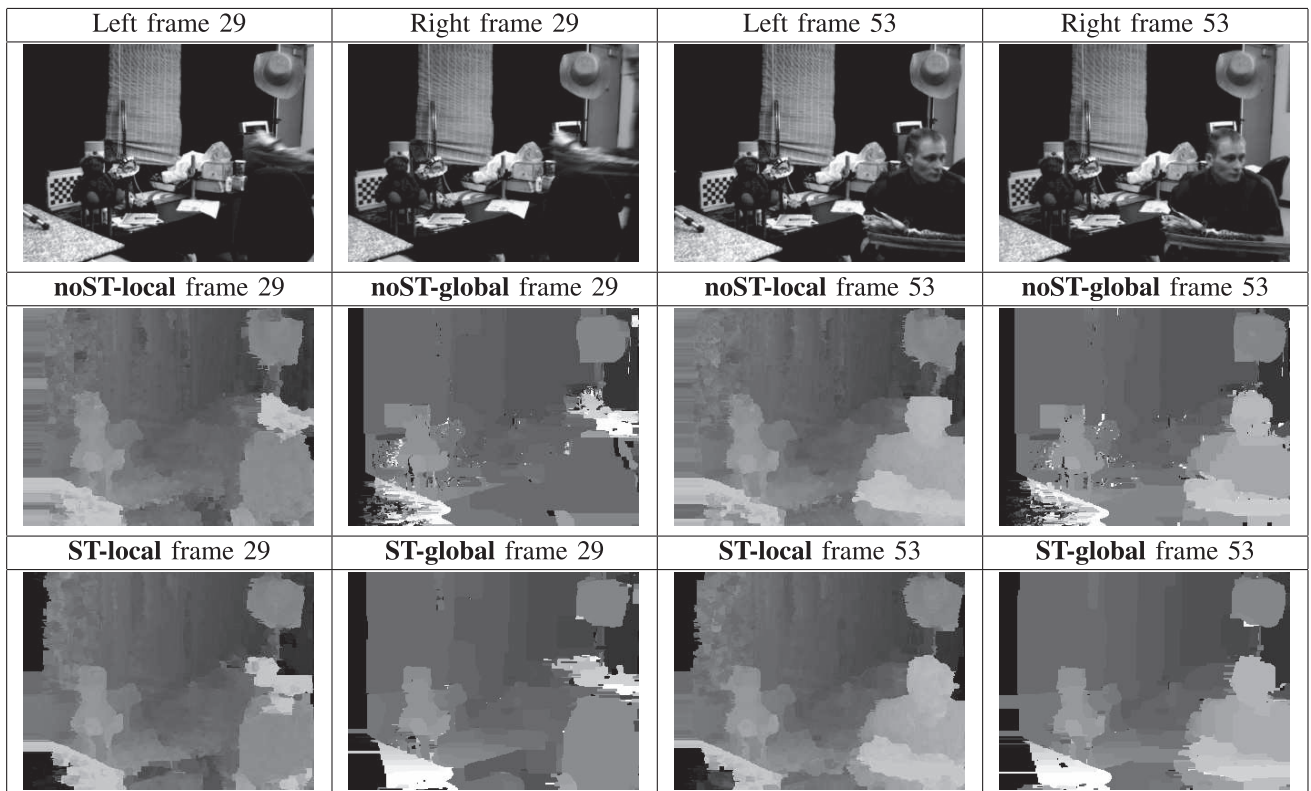 Left frame 29
Right frame 29
Left frame 53
Right frame 53
noST-local frame 29
noST-global frame 29
noST-local frame 53
noST-global frame 53
ST-local frame 29
ST-global frame 29
ST-local frame 53
ST-global frame 53